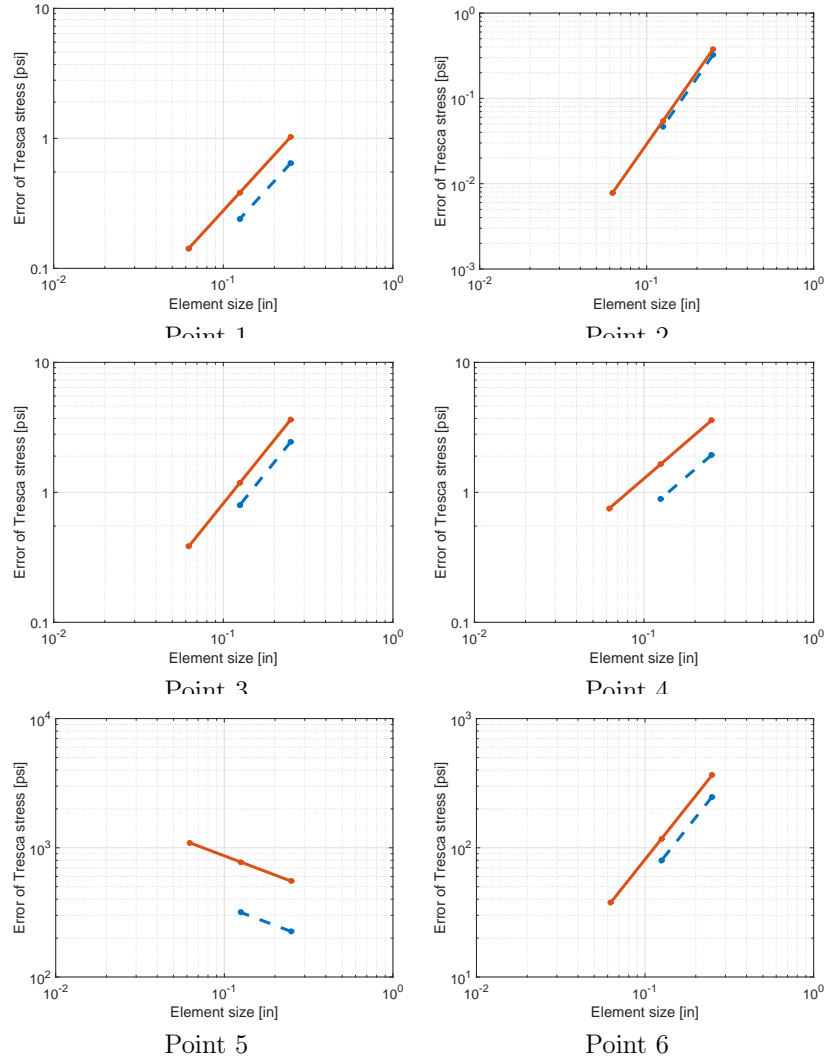 Error of Tresca stress [psi]
10
1
0.1
10^-2
10^-1
10^0
Element size [in]
Point 1
Error of Tresca stress [psi]
10^0
10^-1
10^-2
10^-3
10^-2
10^-1
10^0
Element size [in]
Point 2
Error of Tresca stress [psi]
10
1
0.1
10^-2
10^-1
10^0
Element size [in]
Point 3
Error of Tresca stress [psi]
10
1
0.1
10^-2
10^-1
10^0
Element size [in]
Point 4
Error of Tresca stress [psi]
10^4
10^3
10^2
10^-2
10^-1
10^0
Element size [in]
Point 5
Error of Tresca stress [psi]
10^3
10^2
10^1
10^-2
10^-1
10^0
Element size [in]
Point 6